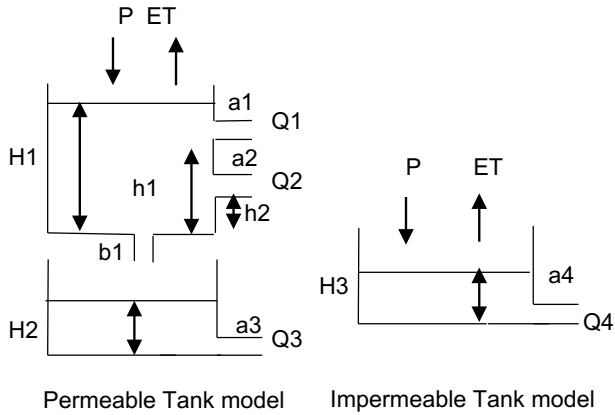 P ET
a1
Q1
H1
a2
h1
Q2
h2
b1
H2
a3
Q3
Permeable Tank model
P ET
H3
a4
Q4
Impermeable Tank model